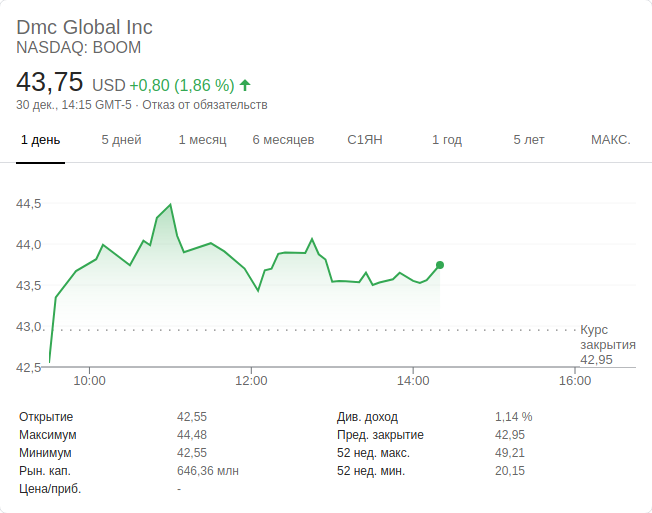 Dmc Global Inc
NASDAQ: BOOM
43,75 USD +0,80 (1,86 %)
30 дек., 14:15 GMT-5 · Отказ от обязательств
1 день 5 дней 1 месяц 6 месяцев С1ЯН 1 год 5 лет МАКС.
44,5
44,0
43,5
43,0
Курс
закрытия
42,95
42,5
10:00 12:00 14:00 16:00
Открытие 42,55 Див. доход 1,14 %
Максимум 44,48 Пред. закрытие 42,95
Минимум 42,55 52 нед. макс. 49,21
Рын. кап. 646,36 млн 52 нед. мин. 20,15
Цена/приб. -